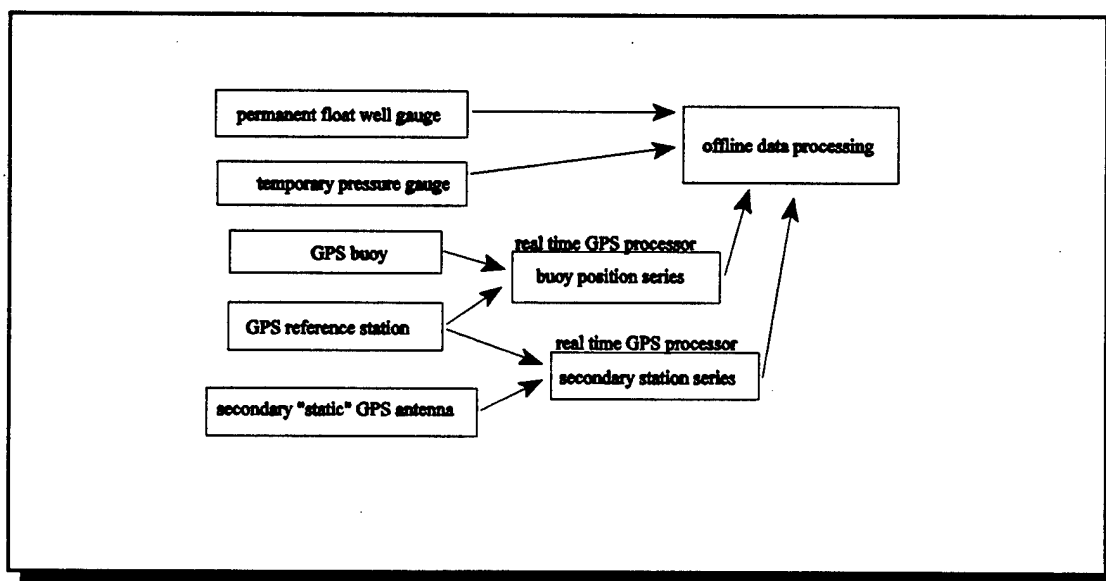 permanent float well gauge
offline data processing
temporary pressure gauge
real time GPS processor
GPS buoy
buoy position series
GPS reference station
real time GPS processor
secondary station series
secondary "static" GPS antenna